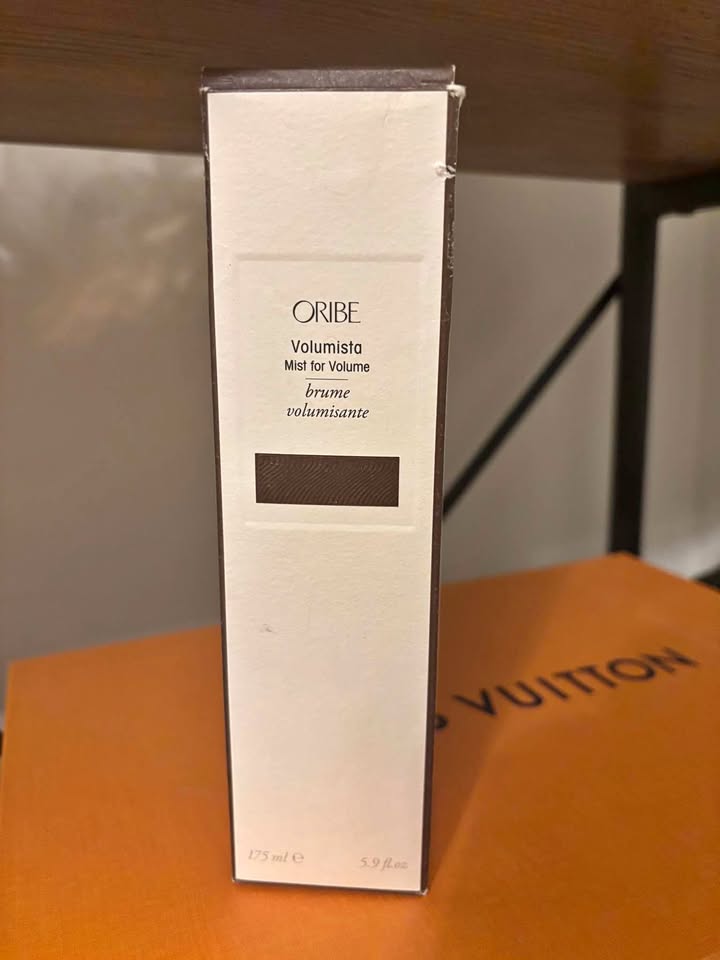 ORIBE
Volumista
Mist for Volume
brume
volumisante
175 ml ℮
5.9 fl.oz
VUITTON